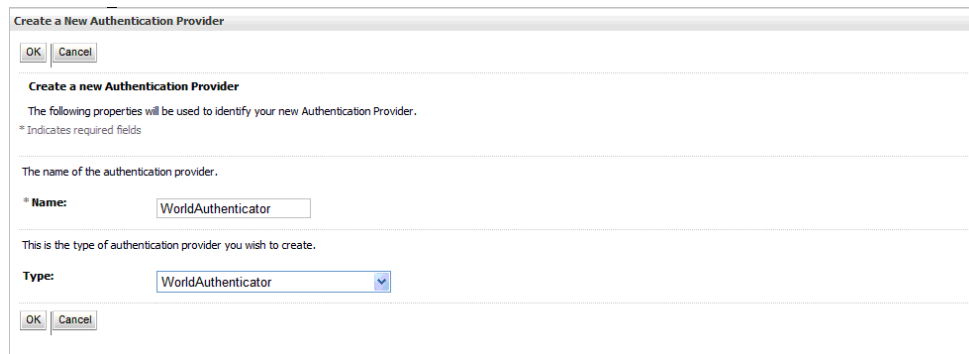 Create a New Authentication Provider
OK Cancel
Create a new Authentication Provider
The following properties will be used to identify your new Authentication Provider.
* Indicates required fields
The name of the authentication provider.
* Name: WorldAuthenticator
This is the type of authentication provider you wish to create.
Type: WorldAuthenticator
OK Cancel